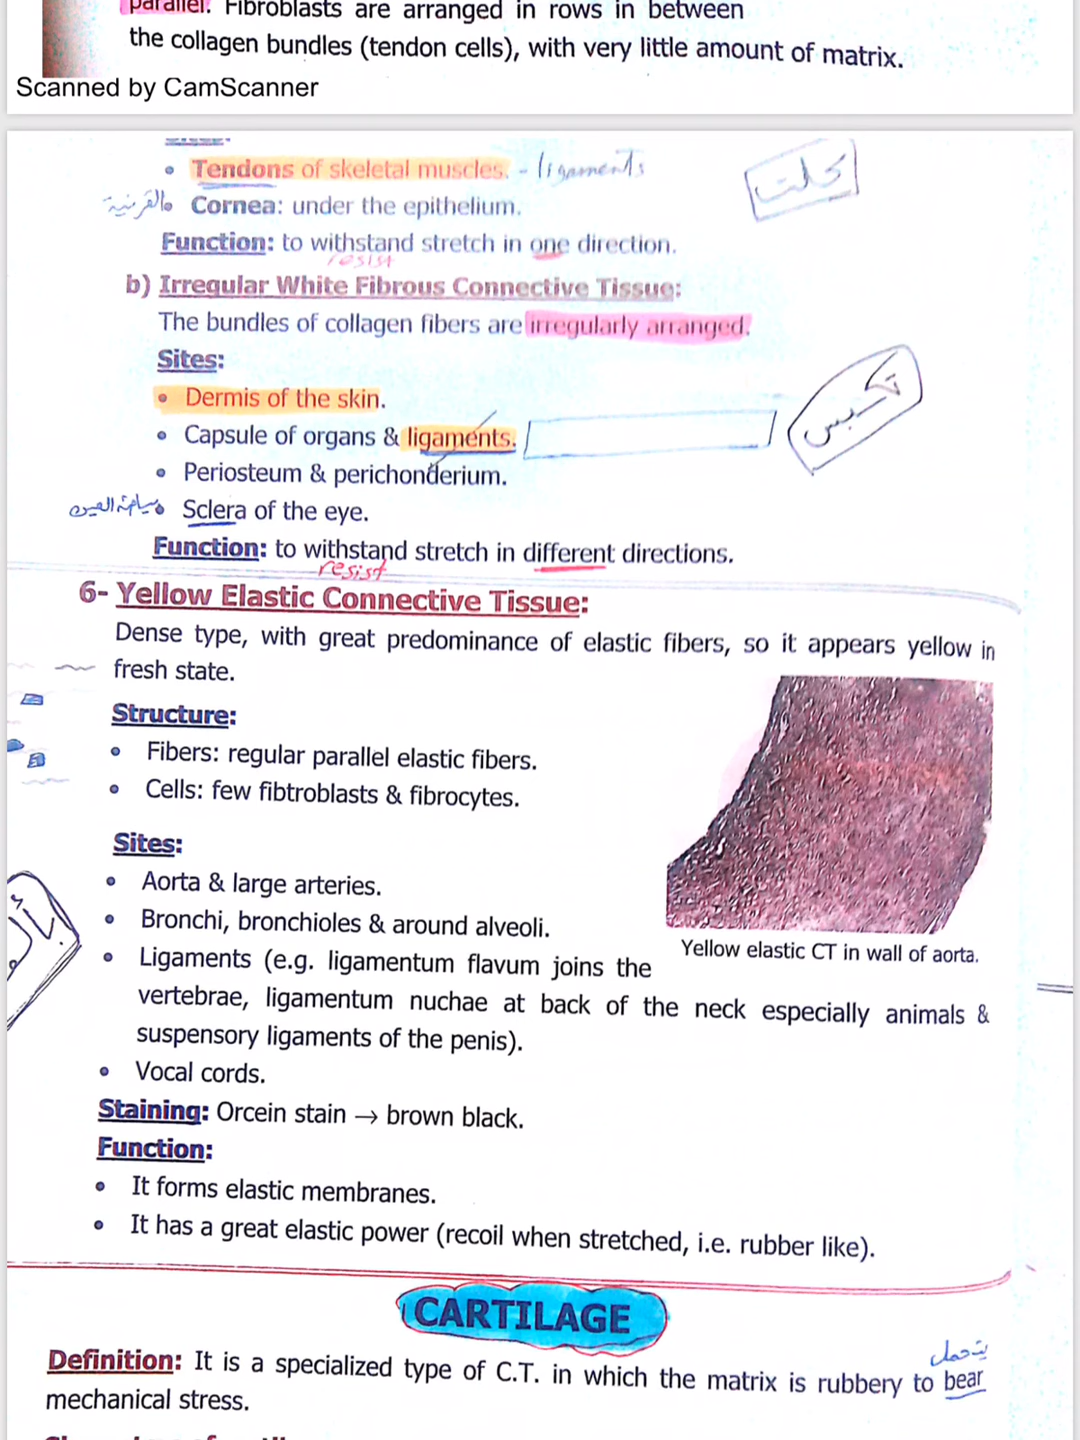 parallel. Fibroblasts are arranged in rows in between
the collagen bundles (tendon cells), with very little amount of matrix.
Scanned by CamScanner
• Tendons of skeletal muscles. - ligaments
القرنية • Cornea: under the epithelium.
Function: to withstand stretch in one direction.
resist
b) Irregular White Fibrous Connective Tissue:
The bundles of collagen fibers are irregularly arranged.
Sites:
• Dermis of the skin.
• Capsule of organs & ligaments.
• Periosteum & perichonderium.
• Sclera of the eye.
Function: to withstand stretch in different directions.
resist
6- Yellow Elastic Connective Tissue:
Dense type, with great predominance of elastic fibers, so it appears yellow in
fresh state.
Structure:
• Fibers: regular parallel elastic fibers.
• Cells: few fibtroblasts & fibrocytes.
Sites:
• Aorta & large arteries.
• Bronchi, bronchioles & around alveoli.
Yellow elastic CT in wall of aorta.
• Ligaments (e.g. ligamentum flavum joins the
vertebrae, ligamentum nuchae at back of the neck especially animals &
suspensory ligaments of the penis).
• Vocal cords.
Staining: Orcein stain → brown black.
Function:
• It forms elastic membranes.
• It has a great elastic power (recoil when stretched, i.e. rubber like).
CARTILAGE
يتحمل
Definition: It is a specialized type of C.T. in which the matrix is rubbery to bear
mechanical stress.